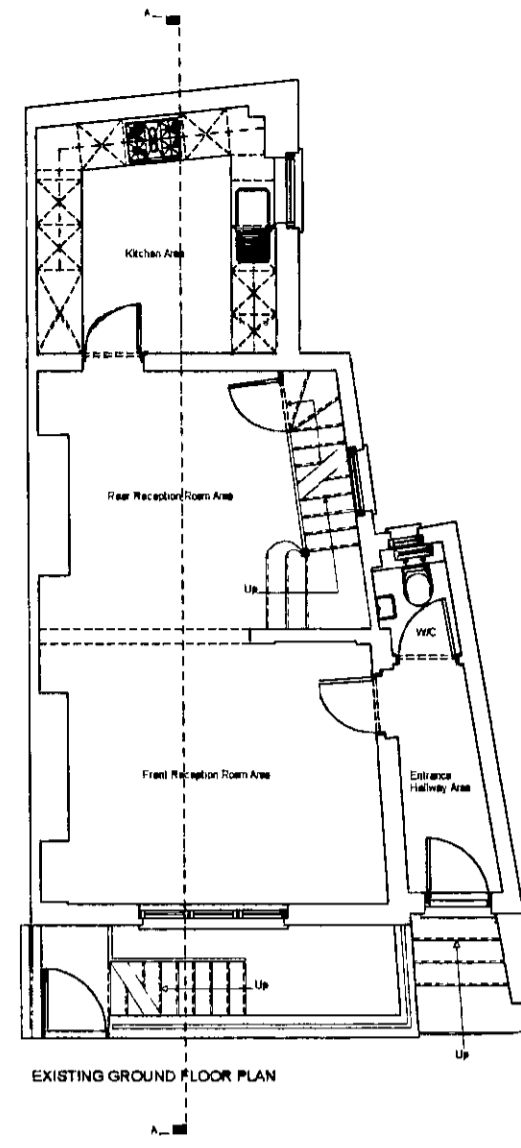 A
Kitchen Area
Rear Reception Room Area
Up
W/C
Front Reception Room Area
Entrance
Hallway Area
Up
Up
EXISTING GROUND FLOOR PLAN
A